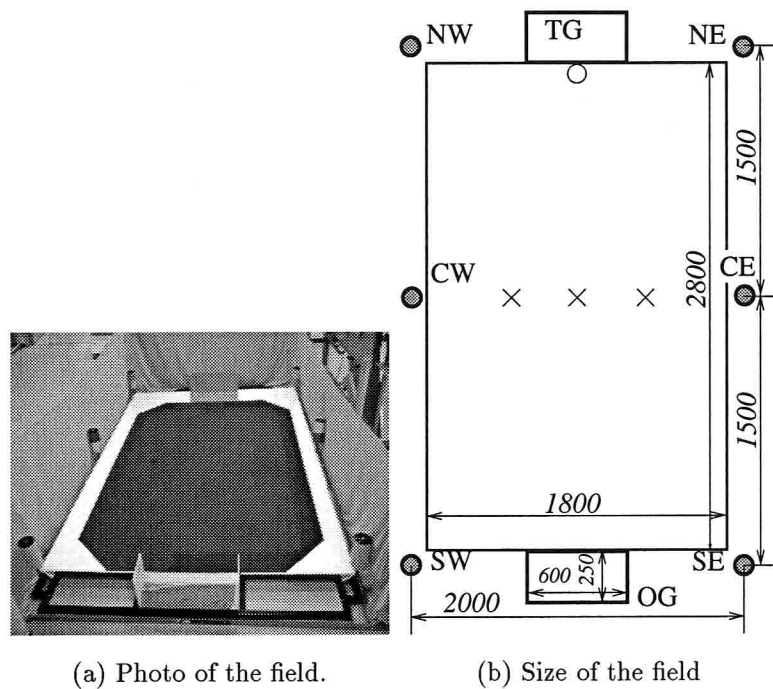 NW
TG
NE
1500
CW
CE
2800
1500
1800
SW
SE
600
250
OG
2000
(a) Photo of the field.
(b) Size of the field